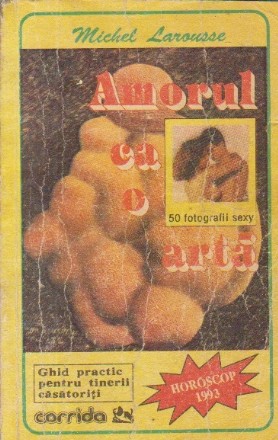 Michel Larousse
Amorul
ca
o
artă
50 fotografii sexy
Ghid practic
pentru tinerii
căsătoriți
HOROSCOP
1993
corrida